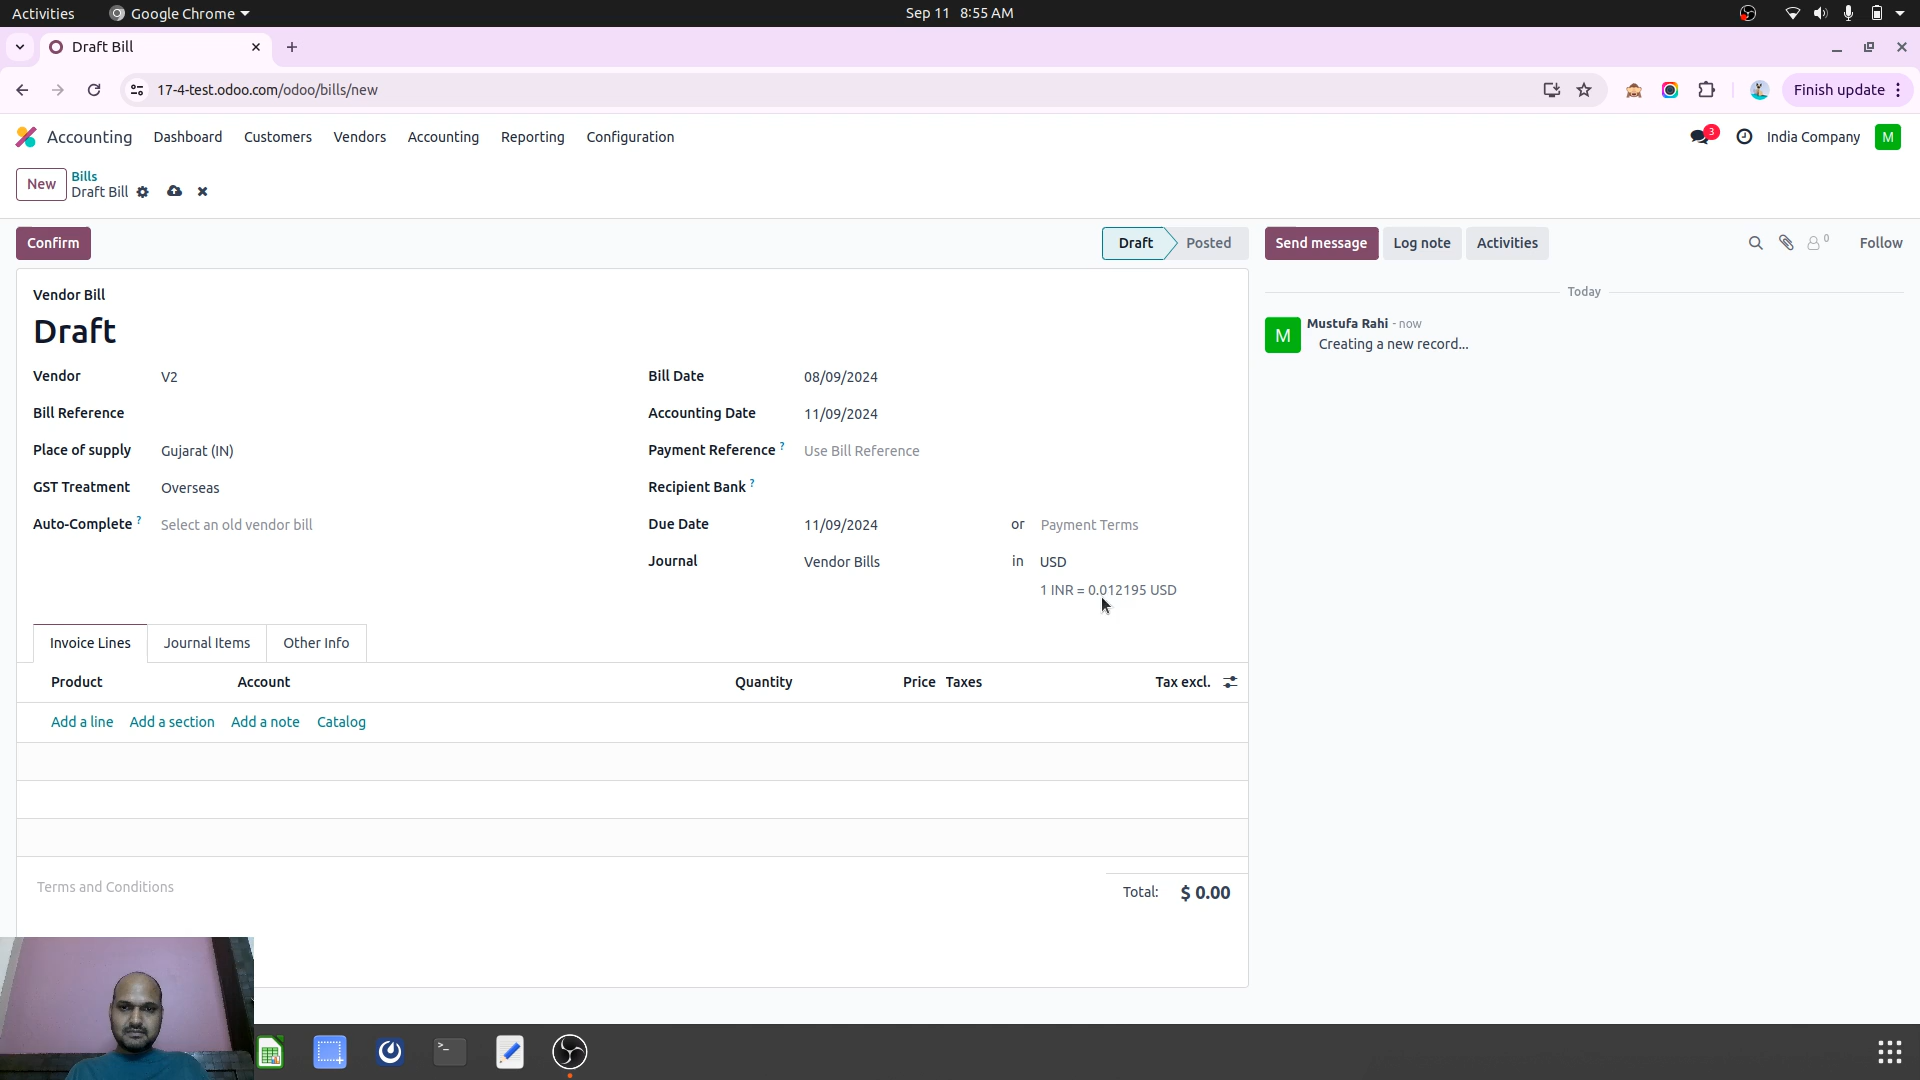 Activities Google Chrome Sep 11 8:55 AM
Draft Bill
17-4-test.odoo.com/odoo/bills/new Finish update
Accounting Dashboard Customers Vendors Accounting Reporting Configuration 3 India Company M
New Bills
Draft Bill
Confirm Draft Posted Send message Log note Activities 0 Follow
Vendor Bill
Draft
Vendor V2
Bill Reference
Place of supply Gujarat (IN)
GST Treatment Overseas
Auto-Complete ? Select an old vendor bill
Bill Date 08/09/2024
Accounting Date 11/09/2024
Payment Reference ? Use Bill Reference
Recipient Bank ?
Due Date 11/09/2024 or Payment Terms
Journal Vendor Bills in USD
1 INR = 0.012195 USD
Today
M Mustufa Rahi - now
Creating a new record...
Invoice Lines Journal Items Other Info
Product Account Quantity Price Taxes Tax excl.
Add a line Add a section Add a note Catalog
Terms and Conditions
Total: $ 0.00